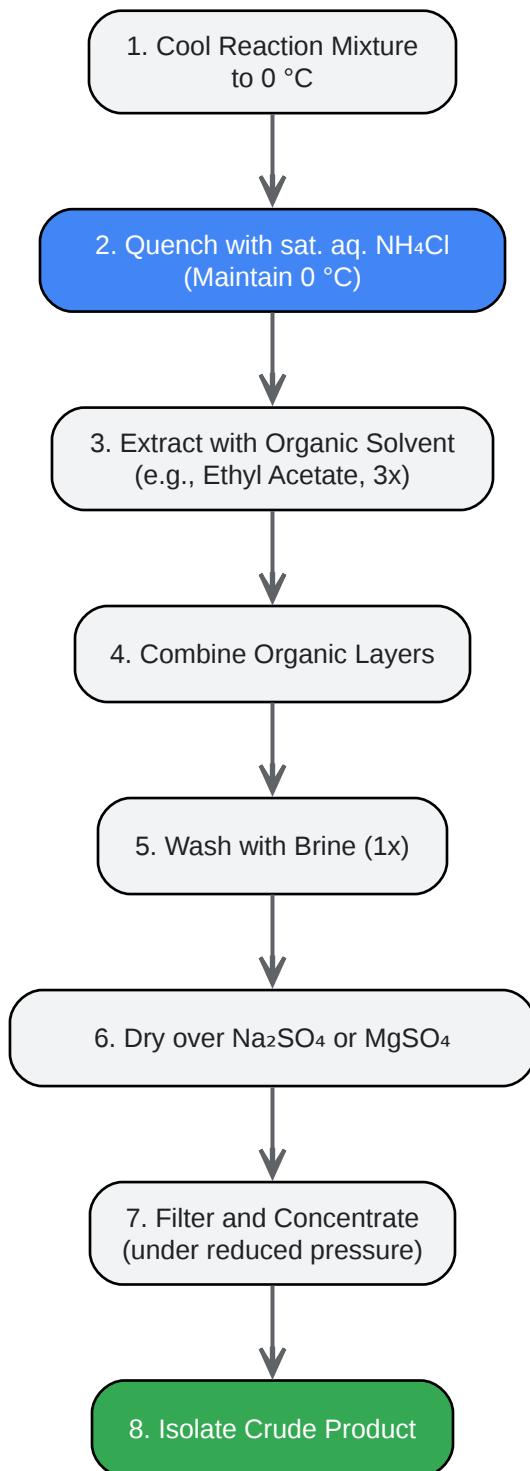 1. Cool Reaction Mixture
to 0 °C
2. Quench with sat. aq. NH₄Cl
(Maintain 0 °C)
3. Extract with Organic Solvent
(e.g., Ethyl Acetate, 3x)
4. Combine Organic Layers
5. Wash with Brine (1x)
6. Dry over Na₂SO₄ or MgSO₄
7. Filter and Concentrate
(under reduced pressure)
8. Isolate Crude Product